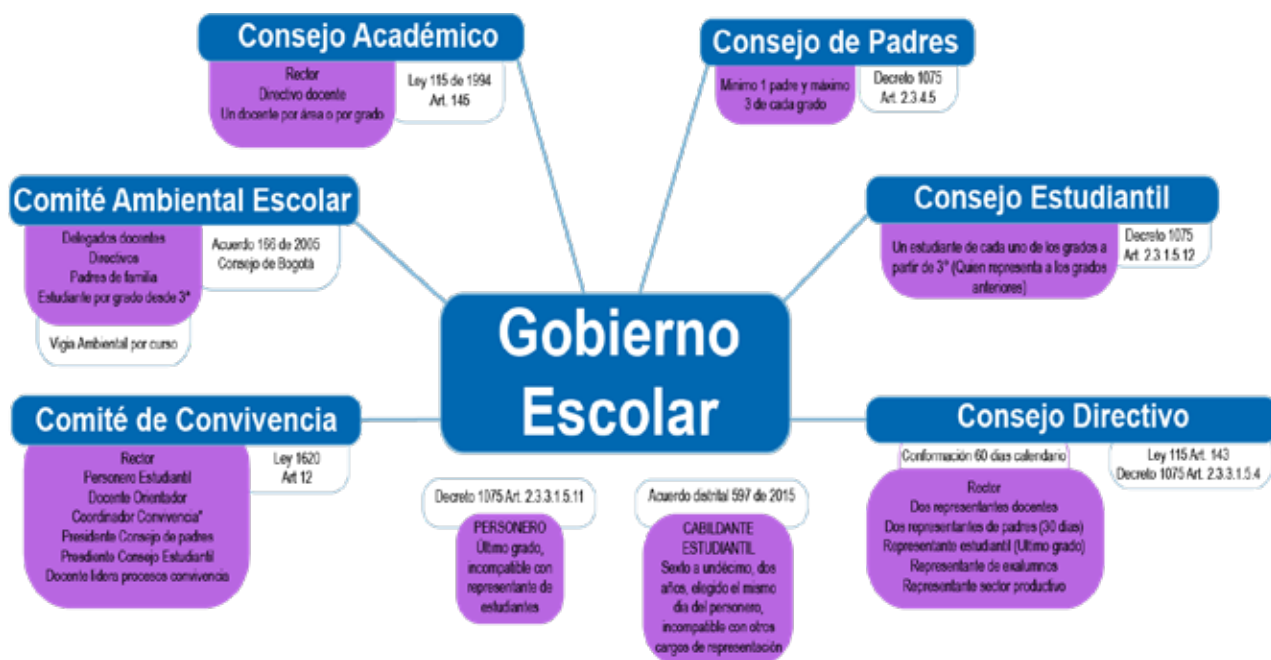 Consejo Académico
Rector
Directivo docente
Un docente por área o por grado
Ley 115 de 1994
Art. 145
Consejo de Padres
Mínimo 1 padre y máximo
3 de cada grado
Decreto 1075
Art. 2.3.4.5
Comité Ambiental Escolar
Delegados docentes
Directivos
Padres de familia
Estudiante por grado desde 3°
Acuerdo 166 de 2005
Consejo de Bogotá
Vigia Ambiental por curso
Consejo Estudiantil
Un estudiante de cada uno de los grados a
partir de 3° (Quien representa a los grados
anteriores)
Decreto 1075
Art. 2.3.1.5.12
Gobierno
Escolar
Comité de Convivencia
Rector
Personero Estudiantil
Docente Orientador
Coordinador Convivencia*
Presidente Consejo de padres
Presdiente Consejo Estudiantil
Docente lidera procesos convivencia
Ley 1620
Art 12
Decreto 1075 Art. 2.3.3.1.5.11
PERSONERO
Último grado,
incompatible con
representante de
estudiantes
Acuerdo distrital 597 de 2015
CABILDANTE
ESTUDIANTIL
Sexto a undécimo, dos
años, elegido el mismo
día del personero,
incompatible con otros
cargos de representación
Consejo Directivo
Conformación 60 días calendario
Ley 115 Art. 143
Decreto 1075 Art. 2.3.3.1.5.4
Rector
Dos representantes docentes
Dos representantes de padres (30 días)
Representante estudiantil (Ultimo grado)
Representante de exalumnos
Representante sector productivo